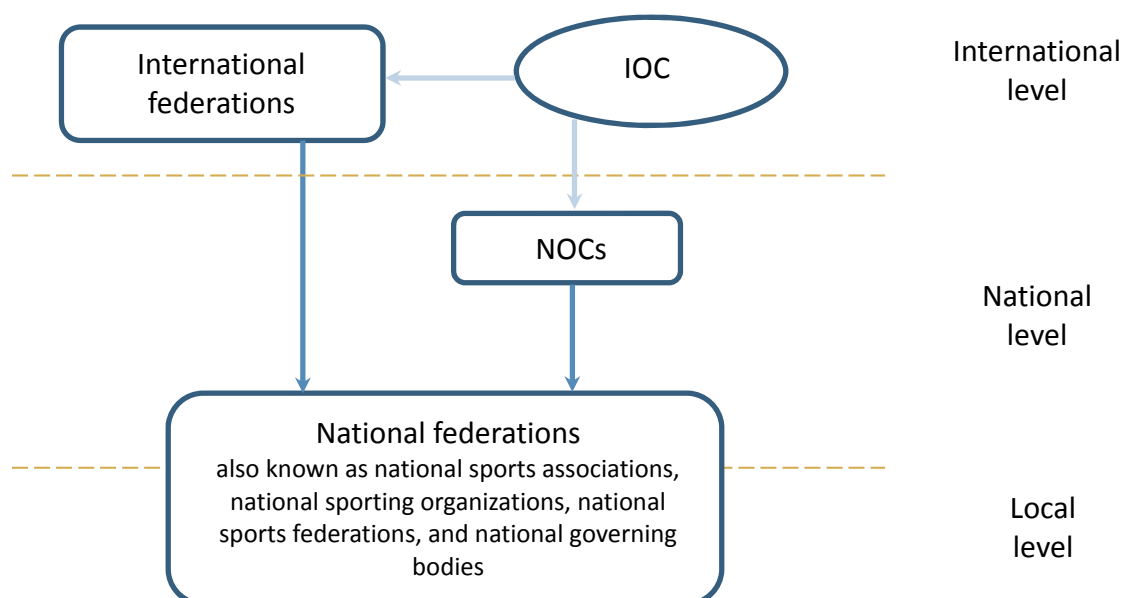 International
federations
IOC
International
level
NOCs
National
level
National federations
also known as national sports associations,
national sporting organizations, national
sports federations, and national governing
bodies
Local
level